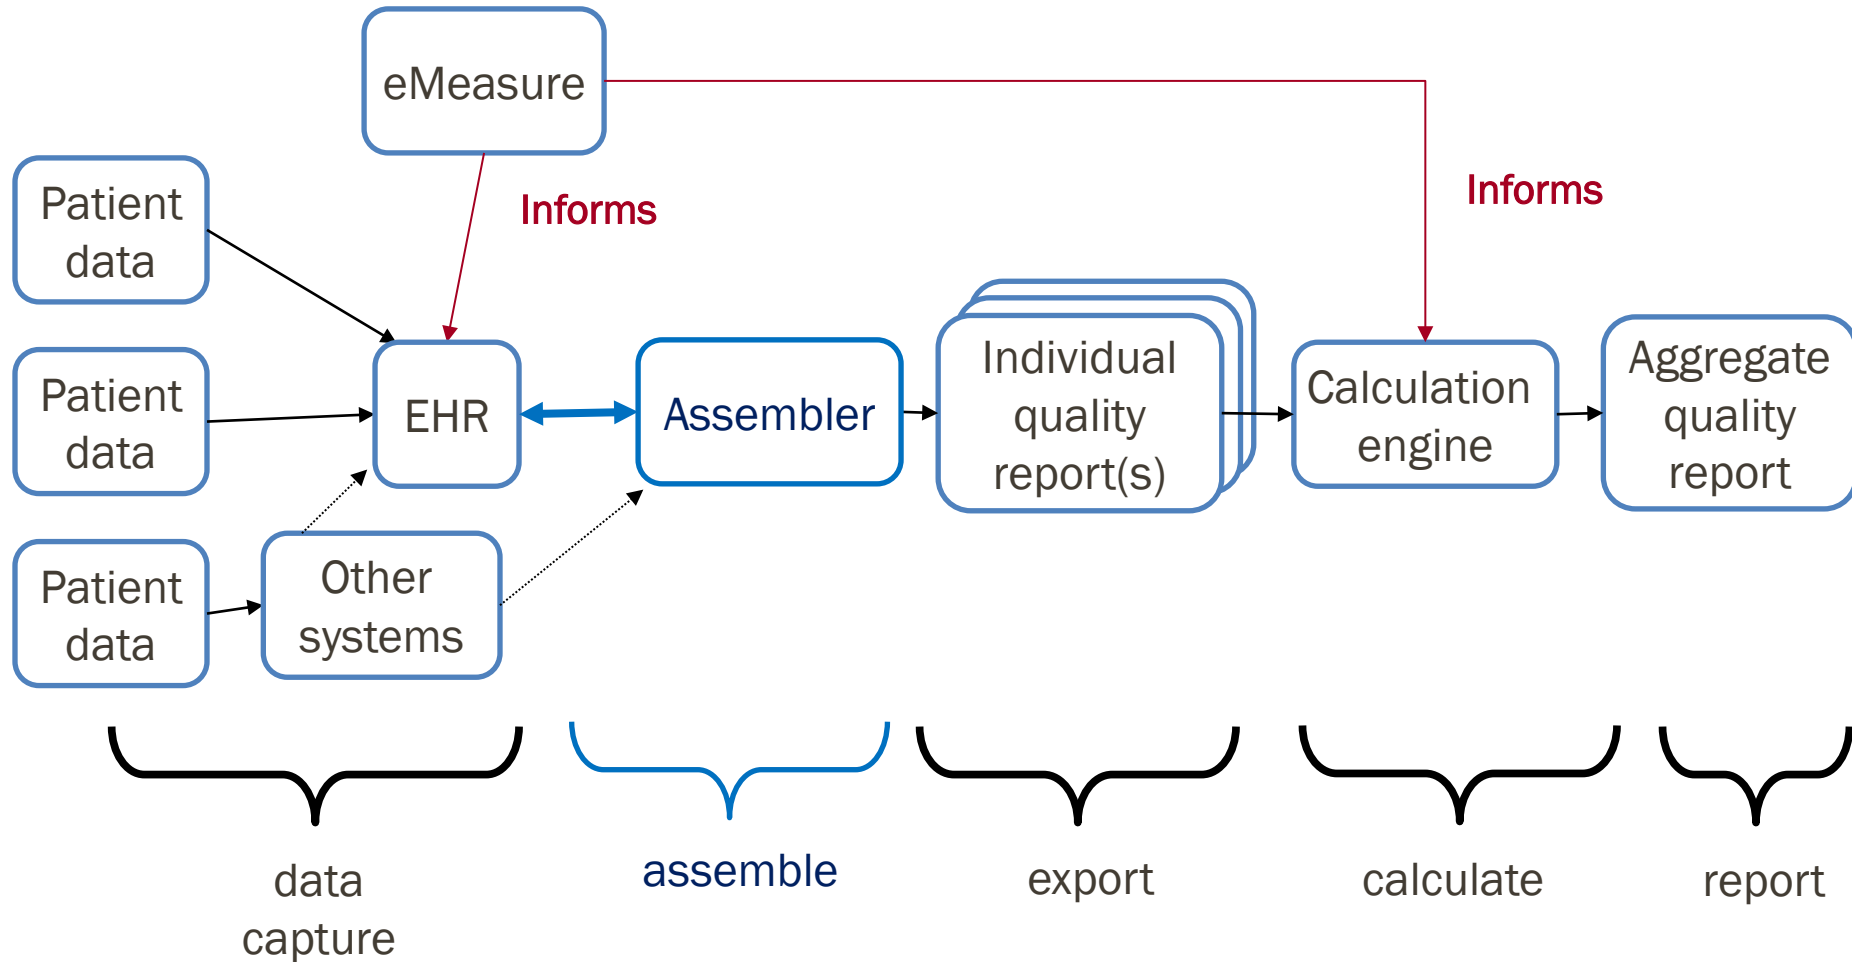 eMeasure
Informs
Informs
Patient
data
Patient
data
Patient
data
EHR
Other
systems
Assembler
Individual
quality
report(s)
Calculation
engine
Aggregate
quality
report
data
capture
assemble
export
calculate
report